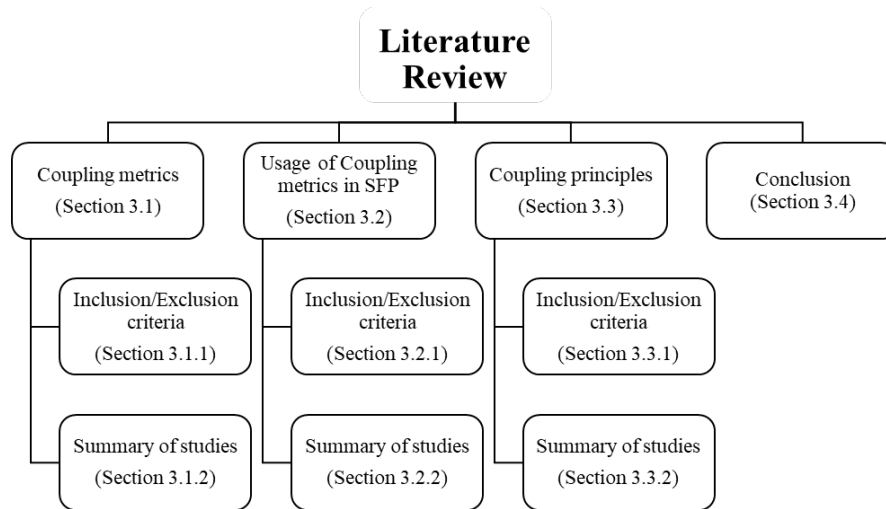 Literature
Review
Coupling metrics
(Section 3.1)
Usage of Coupling
metrics in SFP
(Section 3.2)
Coupling principles
(Section 3.3)
Conclusion
(Section 3.4)
Inclusion/Exclusion
criteria
(Section 3.1.1)
Inclusion/Exclusion
criteria
(Section 3.2.1)
Inclusion/Exclusion
criteria
(Section 3.3.1)
Summary of studies
(Section 3.1.2)
Summary of studies
(Section 3.2.2)
Summary of studies
(Section 3.3.2)